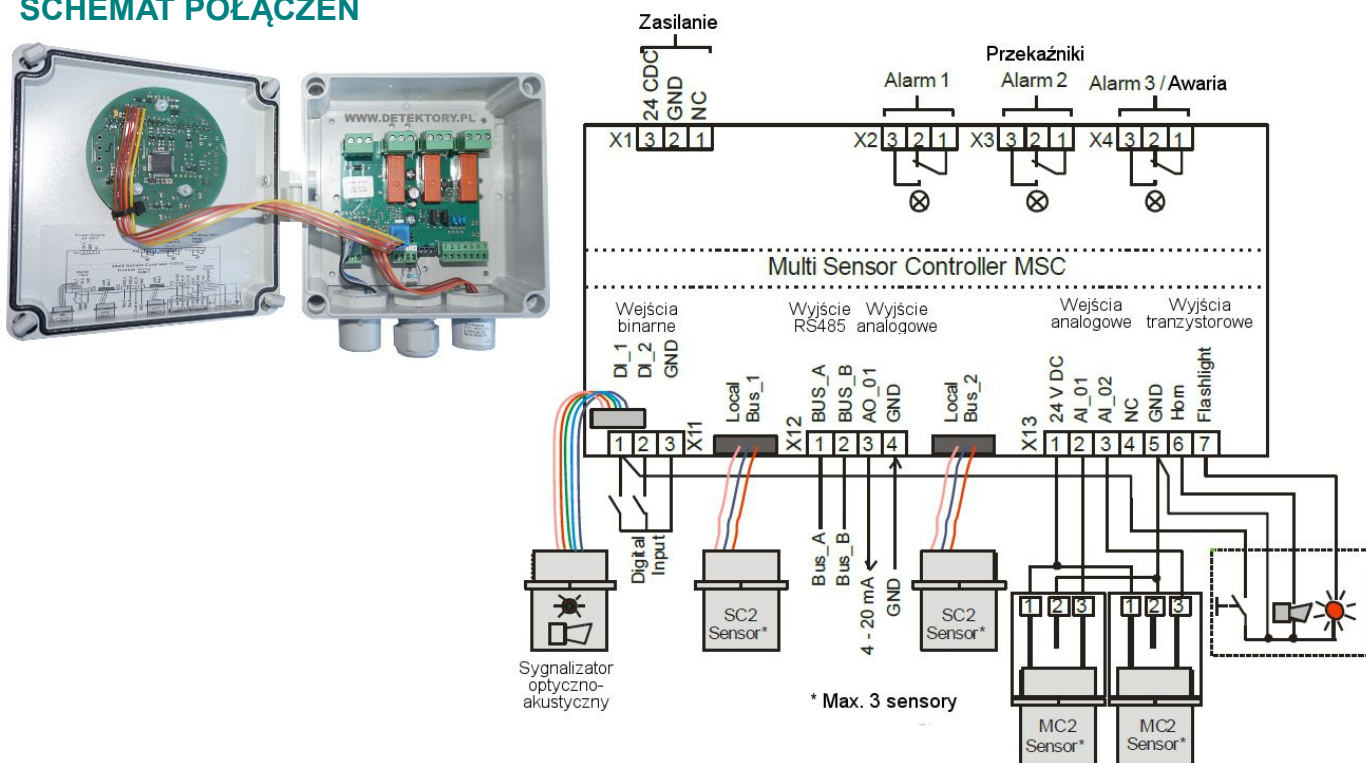 SCHEMAT POŁĄCZEŃ
WWW.DETEKTORY.PL
Zasilanie
24 CDC
GND
NC
X1 3 2 1
Przekaźniki
Alarm 1
Alarm 2
Alarm 3 / Awaria
X2 3 2 1
X3 3 2 1
X4 3 2 1
Multi Sensor Controller MSC
Wejścia
binarne
DI_1
DI_2
GND
1 2 3 X11
Local
Bus_1
Wyjście
RS485
Wyjście
analogowe
BUS_A
BUS_B
AO_01
GND
X12 1 2 3 4
Local
Bus_2
Wejścia
analogowe
Wyjścia
tranzystorowe
24 V DC
AI_01
AI_02
NC
GND
Horn
Flashlight
X13 1 2 3 4 5 6 7
Digital
Input
Bus_A
Bus_B
4 - 20 mA
GND
Sygnalizator
optyczno-
akustyczny
SC2
Sensor*
SC2
Sensor*
* Max. 3 sensory
1 2 3
1 2 3
MC2
Sensor*
MC2
Sensor*